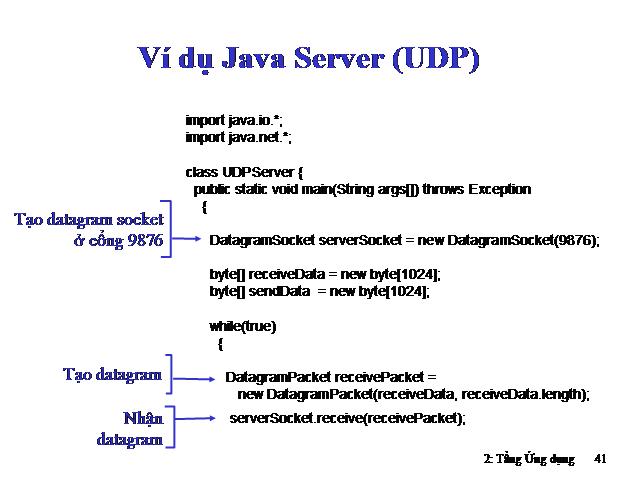 Ví dụ Java Server (UDP)
import java.io.*;
import java.net.*;
class UDPServer {
public static void main(String args[]) throws Exception
{
Tạo datagram socket
ở cổng 9876
DatagramSocket serverSocket = new DatagramSocket(9876);
byte[] receiveData = new byte[1024];
byte[] sendData = new byte[1024];
while(true)
{
Tạo datagram
DatagramPacket receivePacket =
new DatagramPacket(receiveData, receiveData.length);
Nhận
datagram
serverSocket.receive(receivePacket);
2: Tầng Ứng dụng 41